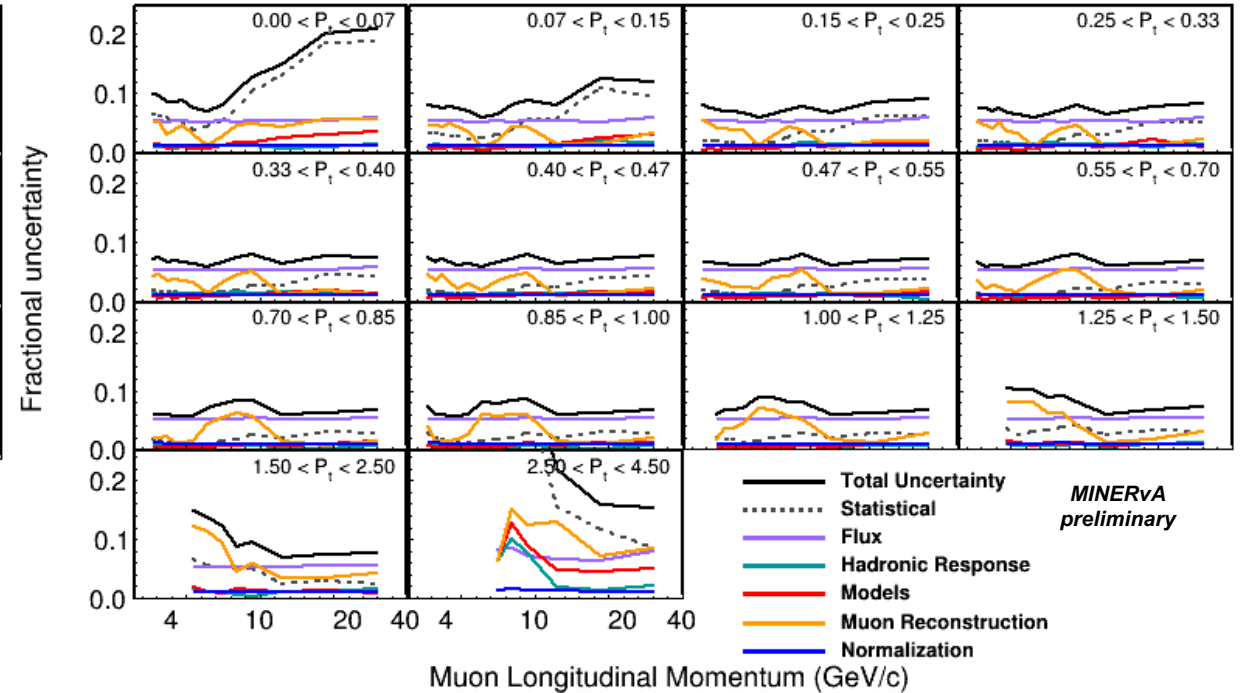 Fractional uncertainty
0.2
0.1
0.0
0.00 < P_t < 0.07
0.07 < P_t < 0.15
0.15 < P_t < 0.25
0.25 < P_t < 0.33
0.2
0.1
0.0
0.33 < P_t < 0.40
0.40 < P_t < 0.47
0.47 < P_t < 0.55
0.55 < P_t < 0.70
0.2
0.1
0.0
0.70 < P_t < 0.85
0.85 < P_t < 1.00
1.00 < P_t < 1.25
1.25 < P_t < 1.50
0.2
0.1
0.0
1.50 < P_t < 2.50
2.50 < P_t < 4.50
4 10 20 40 4 10 20 40
Muon Longitudinal Momentum (GeV/c)
Total Uncertainty
Statistical
Flux
Hadronic Response
Models
Muon Reconstruction
Normalization
MINERvA
preliminary